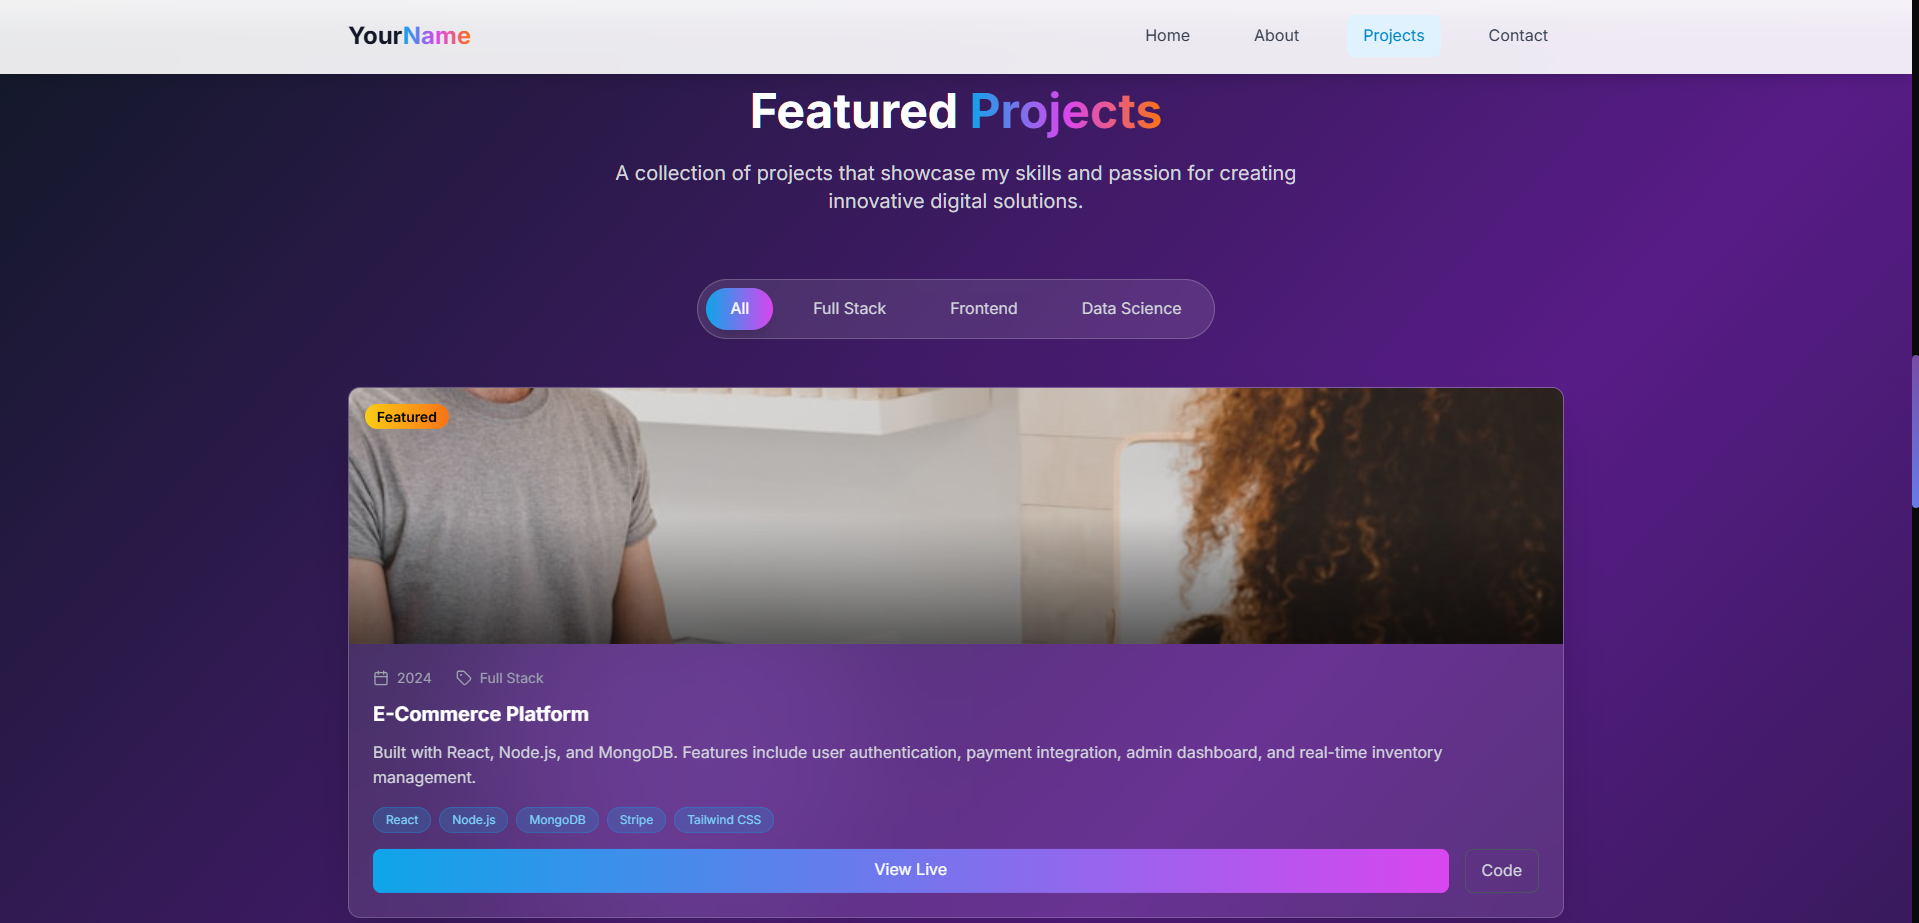 YourName
Home
About
Projects
Contact
Featured Projects
A collection of projects that showcase my skills and passion for creating
innovative digital solutions.
All
Full Stack
Frontend
Data Science
Featured
2024
Full Stack
E-Commerce Platform
Built with React, Node.js, and MongoDB. Features include user authentication, payment integration, admin dashboard, and real-time inventory
management.
React
Node.js
MongoDB
Stripe
Tailwind CSS
View Live
Code